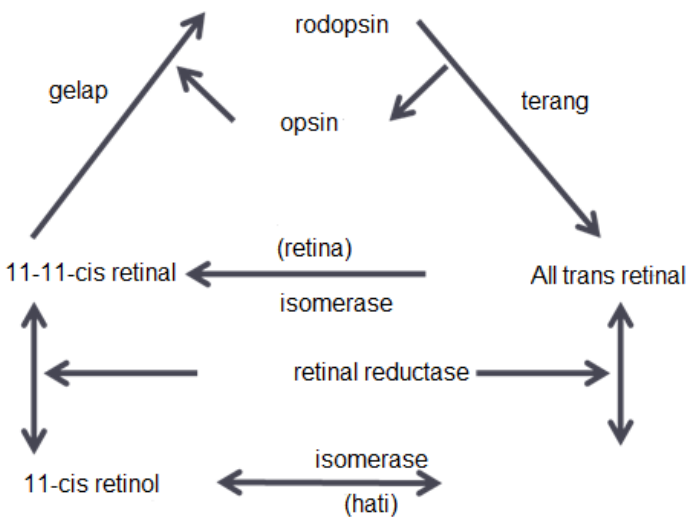 rodopsin
gelap
terang
opsin
(retina)
11-11-cis retinal
All trans retinal
isomerase
retinal reductase
isomerase
11-cis retinol
(hati)